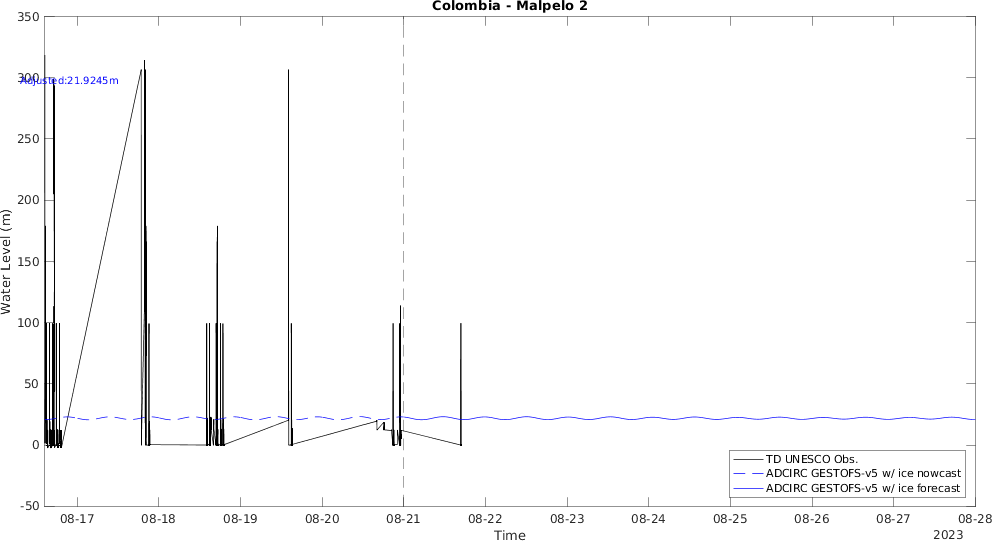 Colombia - Malpelo 2
350
300
250
200
150
100
50
0
-50
Adjusted:21.9245m
Water Level (m)
TD UNESCO Obs.
ADCIRC GESTOFS-v5 w/ ice nowcast
ADCIRC GESTOFS-v5 w/ ice forecast
08-17 08-18 08-19 08-20 08-21 08-22 08-23 08-24 08-25 08-26 08-27 08-28
Time
2023